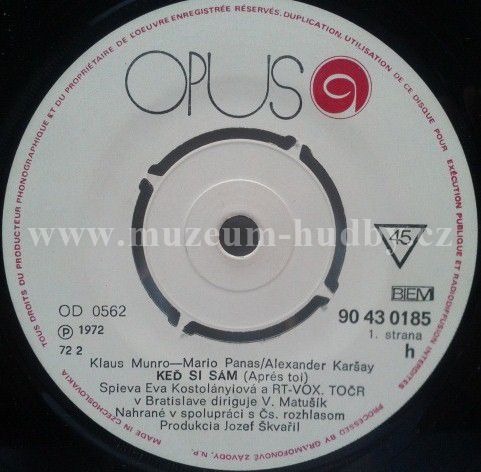 TOUS DROITS DU PRODUCTEUR PHONOGRAPHIQUE ET DU PROPRIÉTAIRE DE L'OEUVRE ENREGISTRÉE RÉSERVÉS. DUPLICATION, UTILISATION DE CE DISQUE POUR EXÉCUTION PUBLIQUE ET RADIODIFFUSION INTERDITES
OPUS
www.muzeum-hudby.cz
45
BIEM
OD 0562
90 43 0185
℗ 1972
1. strana
72 2
h
Klaus Munro—Mario Panas/Alexander Karšay
KEĎ SI SÁM (Aprés toi)
Spieva Eva Kostolányiová a RT-VOX. TOČR
v Bratislave diriguje V. Matušík
Nahrané v spolupráci s Čs. rozhlasom
Produkcia Jozef Škvařil
MADE IN CZECHOSLOVAKIA
PROCESSED BY GRAMOFONOVÉ ZÁVODY, N.P.